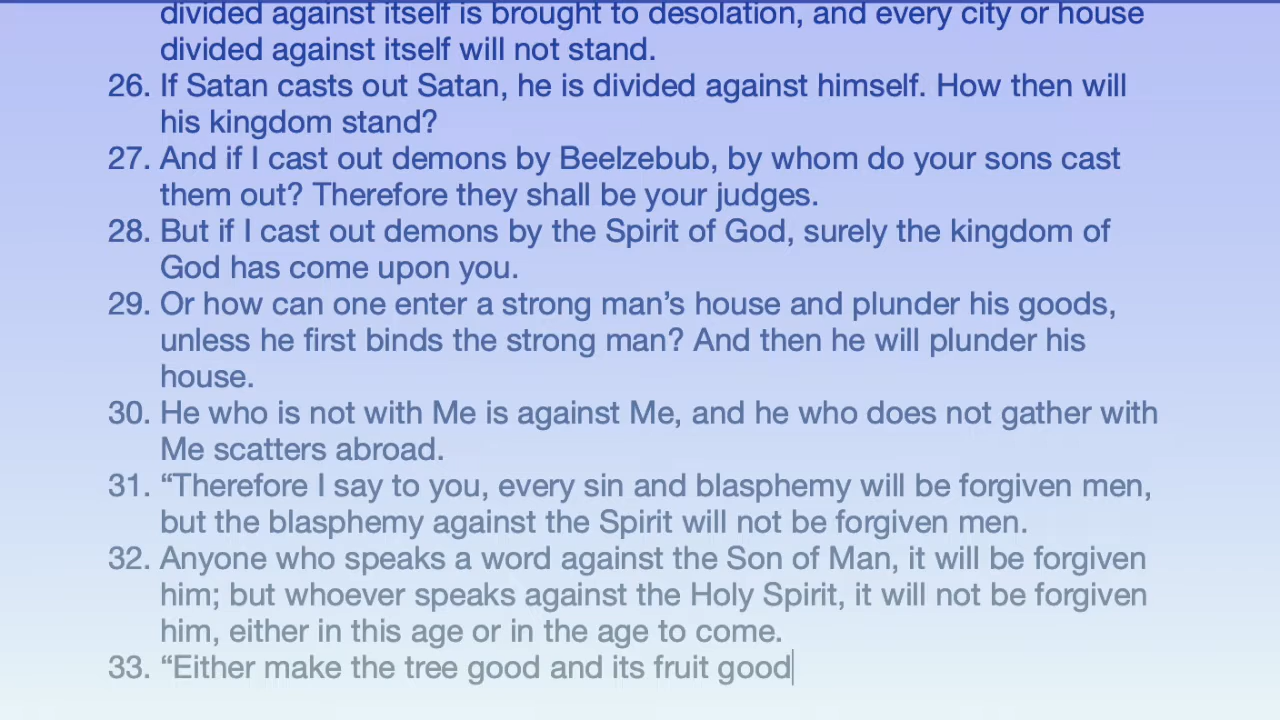 divided against itself is brought to desolation, and every city or house
divided against itself will not stand.
26. If Satan casts out Satan, he is divided against himself. How then will
his kingdom stand?
27. And if I cast out demons by Beelzebub, by whom do your sons cast
them out? Therefore they shall be your judges.
28. But if I cast out demons by the Spirit of God, surely the kingdom of
God has come upon you.
29. Or how can one enter a strong man’s house and plunder his goods,
unless he first binds the strong man? And then he will plunder his
house.
30. He who is not with Me is against Me, and he who does not gather with
Me scatters abroad.
31. “Therefore I say to you, every sin and blasphemy will be forgiven men,
but the blasphemy against the Spirit will not be forgiven men.
32. Anyone who speaks a word against the Son of Man, it will be forgiven
him; but whoever speaks against the Holy Spirit, it will not be forgiven
him, either in this age or in the age to come.
33. “Either make the tree good and its fruit good